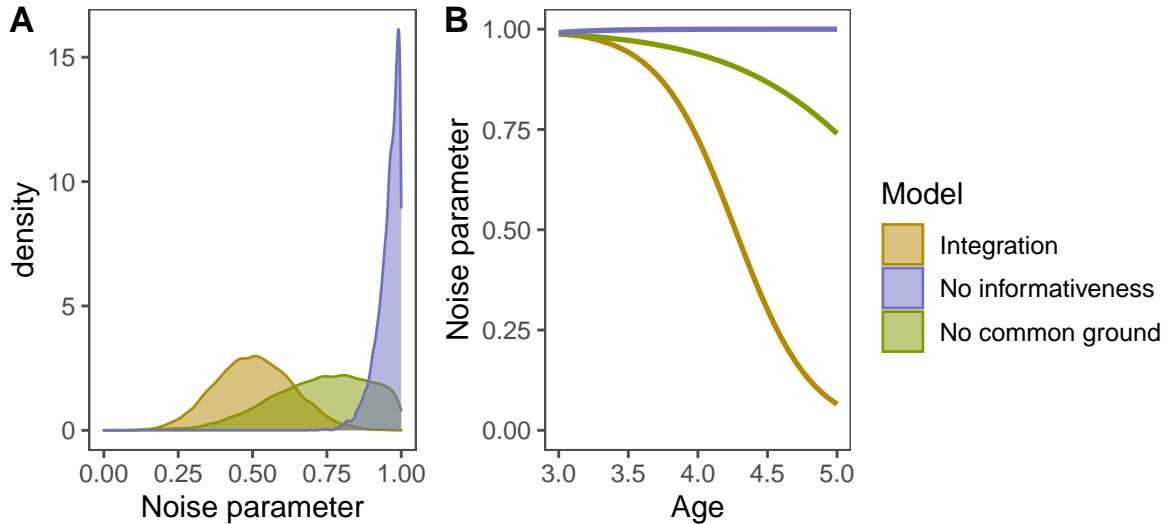 A
15
10
5
0
density
0.00 0.25 0.50 0.75 1.00
Noise parameter
B
1.00
0.75
0.50
0.25
0.00
Noise parameter
3.0 3.5 4.0 4.5 5.0
Age
Model
Integration
No informativeness
No common ground